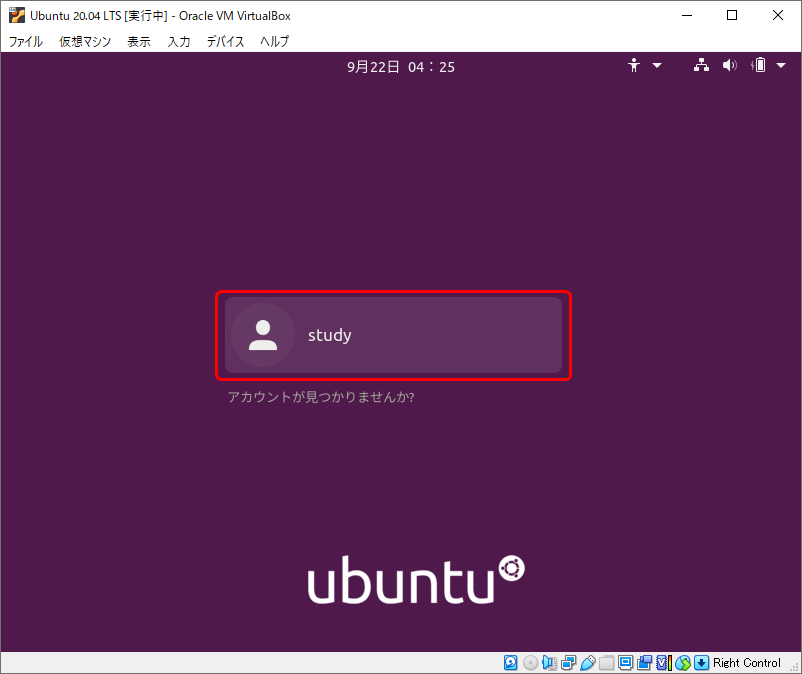 Ubuntu 20.04 LTS [実行中] - Oracle VM VirtualBox
ファイル 仮想マシン 表示 入力 デバイス ヘルプ
9月22日 04：25
study
アカウントが見つかりませんか?
ubuntu
Right Control